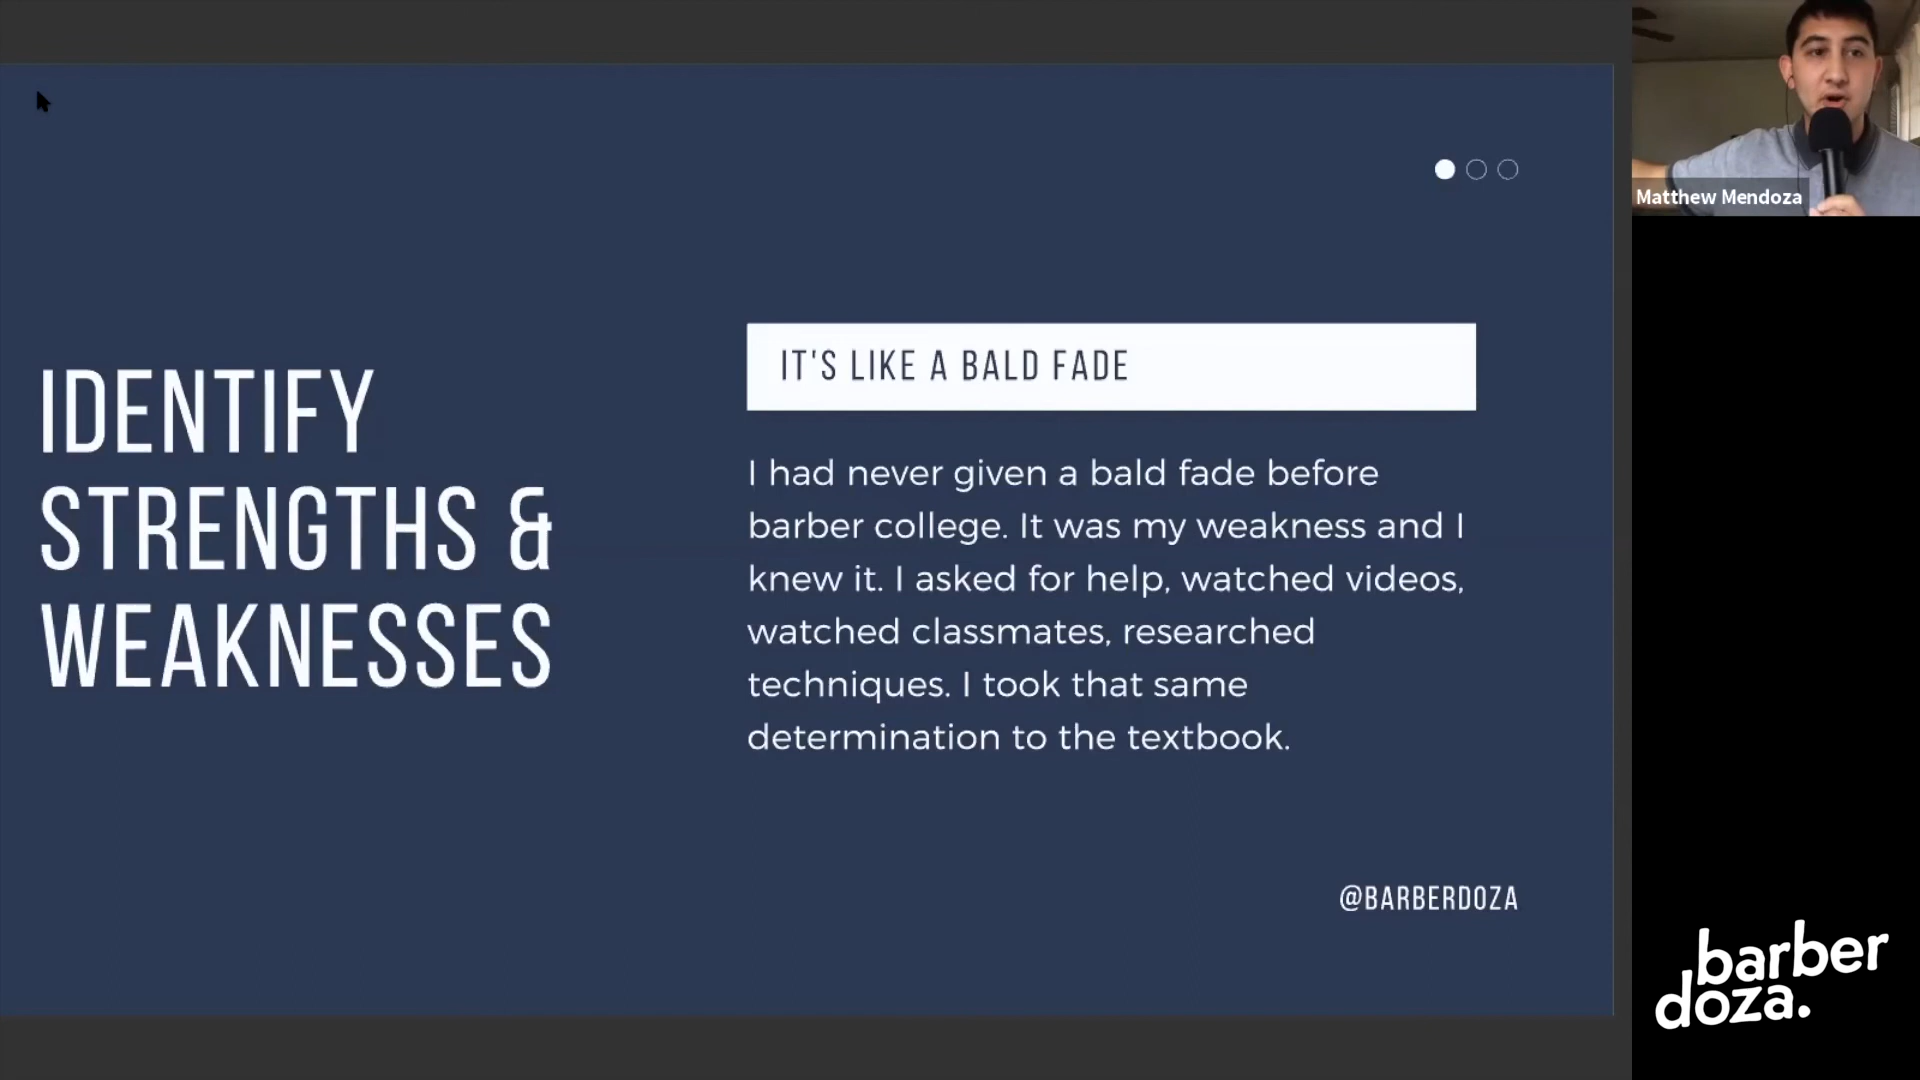 IDENTIFY
STRENGTHS &
WEAKNESSES
IT'S LIKE A BALD FADE
I had never given a bald fade before
barber college. It was my weakness and I
knew it. I asked for help, watched videos,
watched classmates, researched
techniques. I took that same
determination to the textbook.
@BARBERDOZA
Matthew Mendoza
barber
doza.